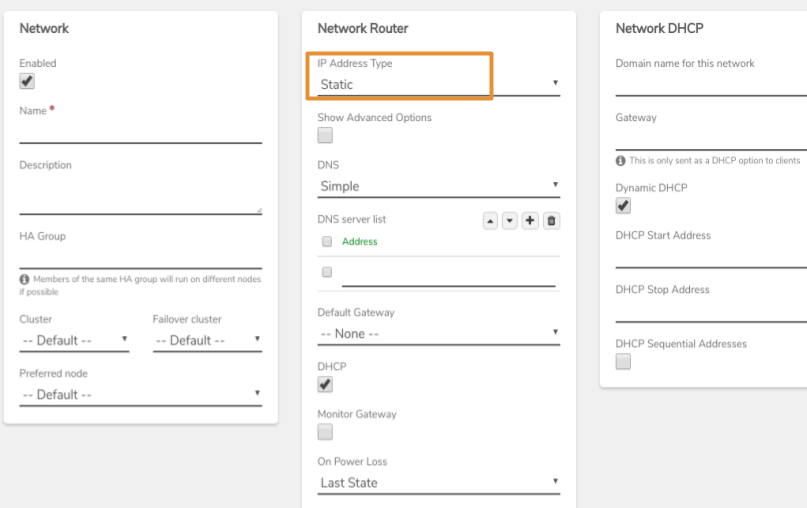 Network
Enabled
Name *
Description
HA Group
Members of the same HA group will run on different nodes
if possible
Cluster
Failover cluster
-- Default --
-- Default --
Preferred node
-- Default --
Network Router
IP Address Type
Static
Show Advanced Options
DNS
Simple
DNS server list
Address
Default Gateway
-- None --
DHCP
Monitor Gateway
On Power Loss
Last State
Network DHCP
Domain name for this network
Gateway
This is only sent as a DHCP option to clients
Dynamic DHCP
DHCP Start Address
DHCP Stop Address
DHCP Sequential Addresses